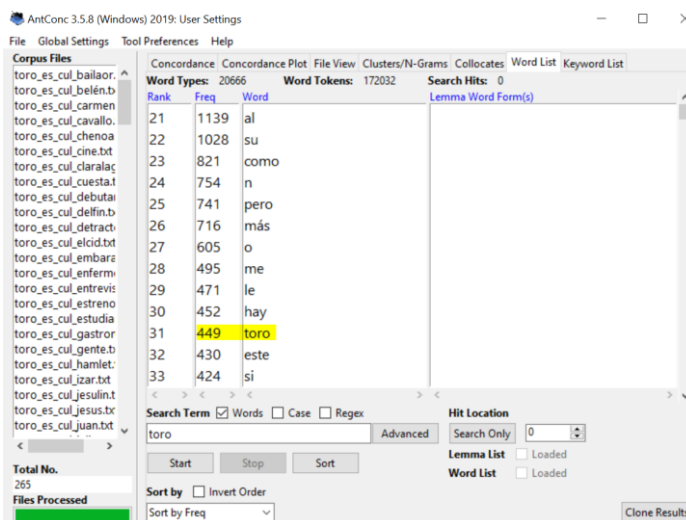 AntConc 3.5.8 (Windows) 2019: User Settings
File Global Settings Tool Preferences Help
Corpus Files
toro_es_cul_bailaor.
toro_es_cul_belén.tx
toro_es_cul_carmen
toro_es_cul_cavallo.
toro_es_cul_chenoa
toro_es_cul_cine.txt
toro_es_cul_claralag
toro_es_cul_cuesta.t
toro_es_cul_debutai
toro_es_cul_delfin.tx
toro_es_cul_detract
toro_es_cul_elcid.txt
toro_es_cul_embara
toro_es_cul_enferme
toro_es_cul_entrevis
toro_es_cul_estreno
toro_es_cul_estudia
toro_es_cul_gastror
toro_es_cul_gente.tx
toro_es_cul_hamlet.
toro_es_cul_izar.txt
toro_es_cul_jesulin.t
toro_es_cul_jesus.tx
toro_es_cul_juan.txt
Total No.
265
Files Processed
Concordance Concordance Plot File View Clusters/N-Grams Collocates Word List Keyword List
Word Types: 20666 Word Tokens: 172032 Search Hits: 0
Rank Freq Word Lemma Word Form(s)
21 1139 al
22 1028 su
23 821 como
24 754 n
25 741 pero
26 716 más
27 605 o
28 495 me
29 471 le
30 452 hay
31 449 toro
32 430 este
33 424 si
Search Term Words Case Regex Hit Location
toro Advanced Search Only 0
Start Stop Sort Lemma List Loaded
Word List Loaded
Sort by Invert Order
Sort by Freq Clone Results